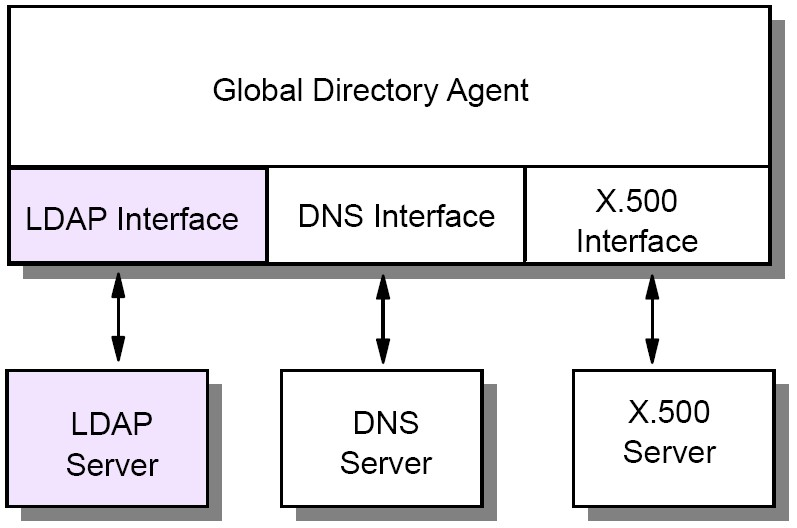 Global Directory Agent
LDAP Interface
DNS Interface
X.500
Interface
LDAP
Server
DNS
Server
X.500
Server